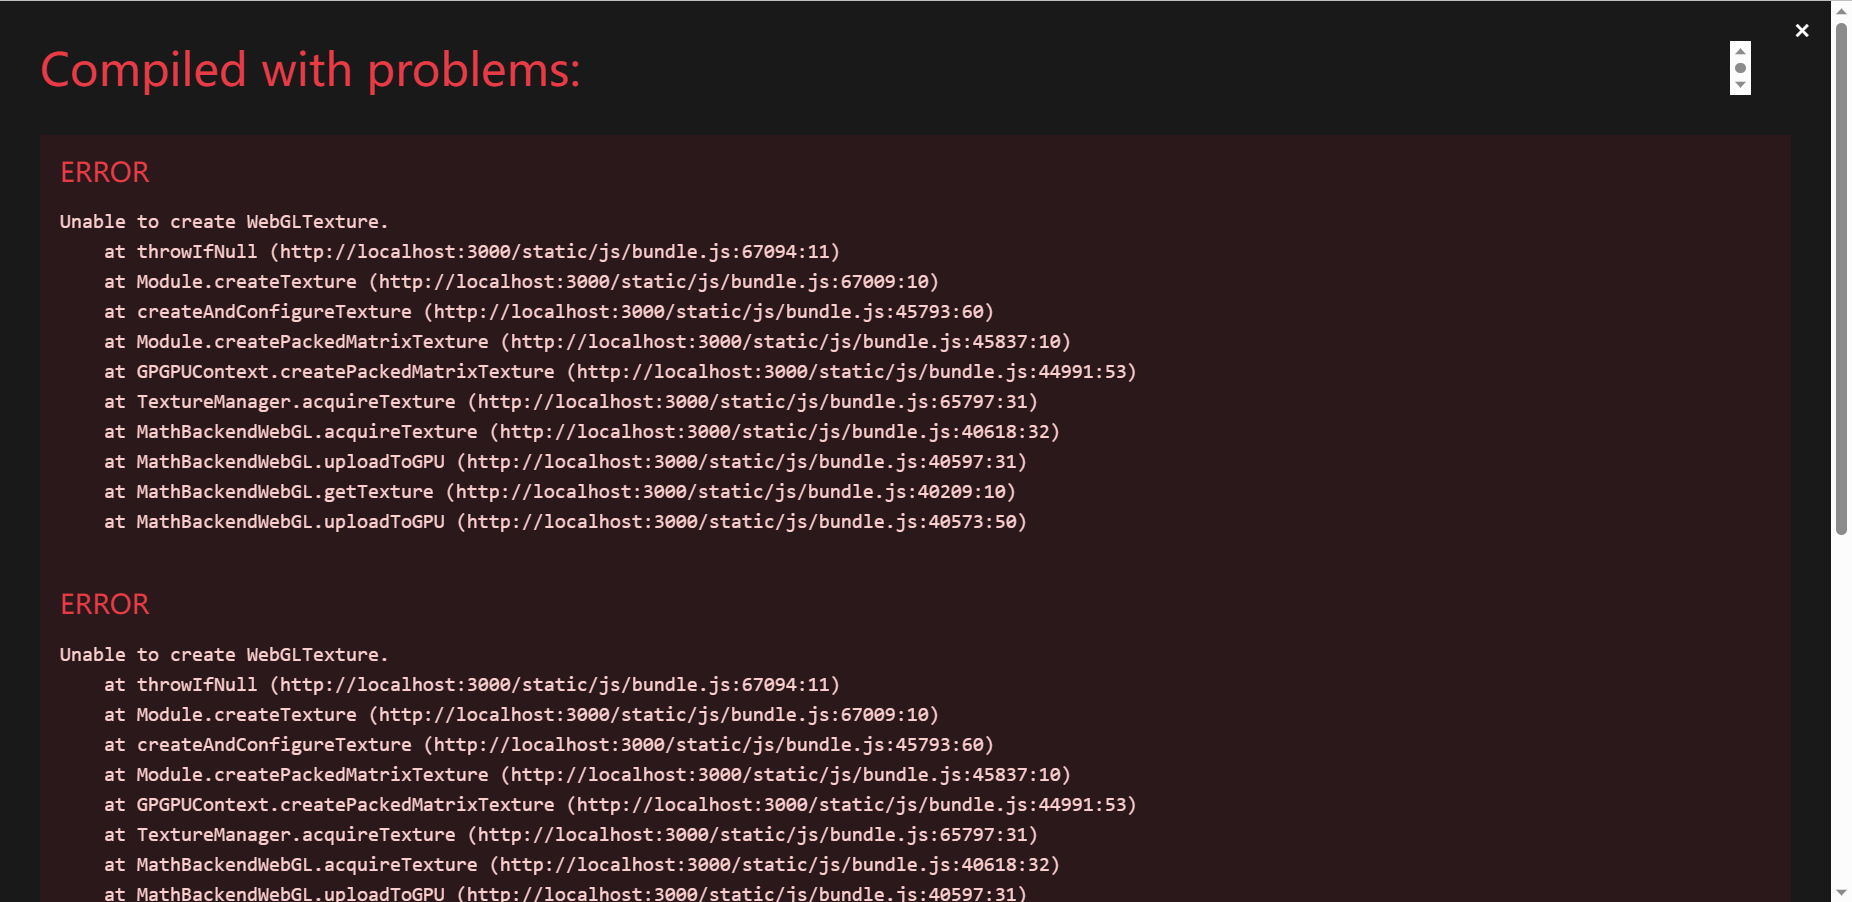 ×
Compiled with problems:
ERROR
Unable to create WebGLTexture.
    at throwIfNull (http://localhost:3000/static/js/bundle.js:67094:11)
    at Module.createTexture (http://localhost:3000/static/js/bundle.js:67009:10)
    at createAndConfigureTexture (http://localhost:3000/static/js/bundle.js:45793:60)
    at Module.createPackedMatrixTexture (http://localhost:3000/static/js/bundle.js:45837:10)
    at GPGPUContext.createPackedMatrixTexture (http://localhost:3000/static/js/bundle.js:44991:53)
    at TextureManager.acquireTexture (http://localhost:3000/static/js/bundle.js:65797:31)
    at MathBackendWebGL.acquireTexture (http://localhost:3000/static/js/bundle.js:40618:32)
    at MathBackendWebGL.uploadToGPU (http://localhost:3000/static/js/bundle.js:40597:31)
    at MathBackendWebGL.getTexture (http://localhost:3000/static/js/bundle.js:40209:10)
    at MathBackendWebGL.uploadToGPU (http://localhost:3000/static/js/bundle.js:40573:50)
ERROR
Unable to create WebGLTexture.
    at throwIfNull (http://localhost:3000/static/js/bundle.js:67094:11)
    at Module.createTexture (http://localhost:3000/static/js/bundle.js:67009:10)
    at createAndConfigureTexture (http://localhost:3000/static/js/bundle.js:45793:60)
    at Module.createPackedMatrixTexture (http://localhost:3000/static/js/bundle.js:45837:10)
    at GPGPUContext.createPackedMatrixTexture (http://localhost:3000/static/js/bundle.js:44991:53)
    at TextureManager.acquireTexture (http://localhost:3000/static/js/bundle.js:65797:31)
    at MathBackendWebGL.acquireTexture (http://localhost:3000/static/js/bundle.js:40618:32)
    at MathBackendWebGL.uploadToGPU (http://localhost:3000/static/js/bundle.js:40597:31)